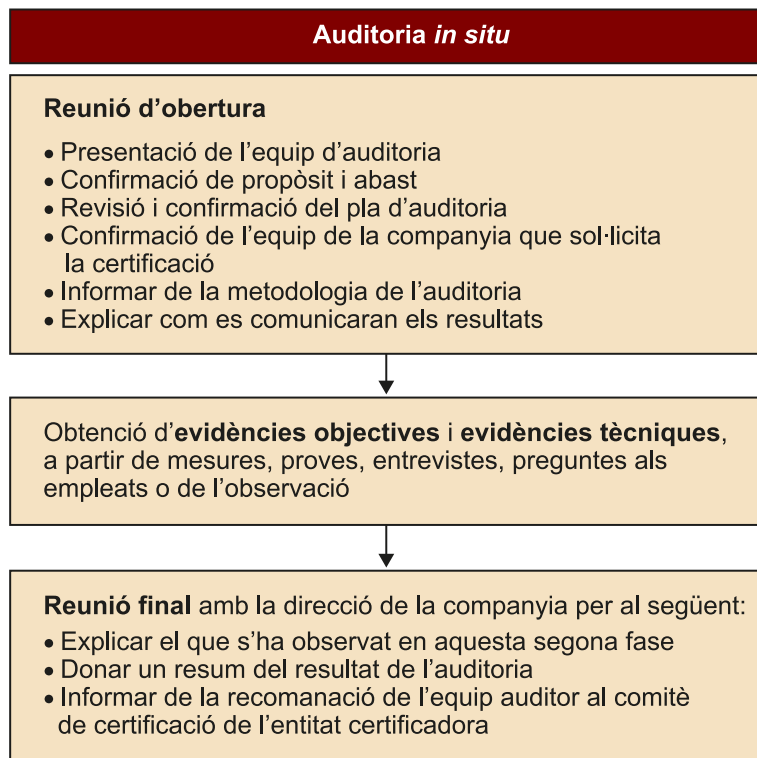 Auditoria in situ
Reunió d’obertura
• Presentació de l’equip d’auditoria
• Confirmació de propòsit i abast
• Revisió i confirmació del pla d’auditoria
• Confirmació de l’equip de la companyia que sol·licita
la certificació
• Informar de la metodologia de l’auditoria
• Explicar com es comunicaran els resultats
Obtenció d’evidències objectives i evidències tècniques,
a partir de mesures, proves, entrevistes, preguntes als
empleats o de l’observació
Reunió final amb la direcció de la companyia per al següent:
• Explicar el que s’ha observat en aquesta segona fase
• Donar un resum del resultat de l’auditoria
• Informar de la recomanació de l’equip auditor al comitè
de certificació de l’entitat certificadora